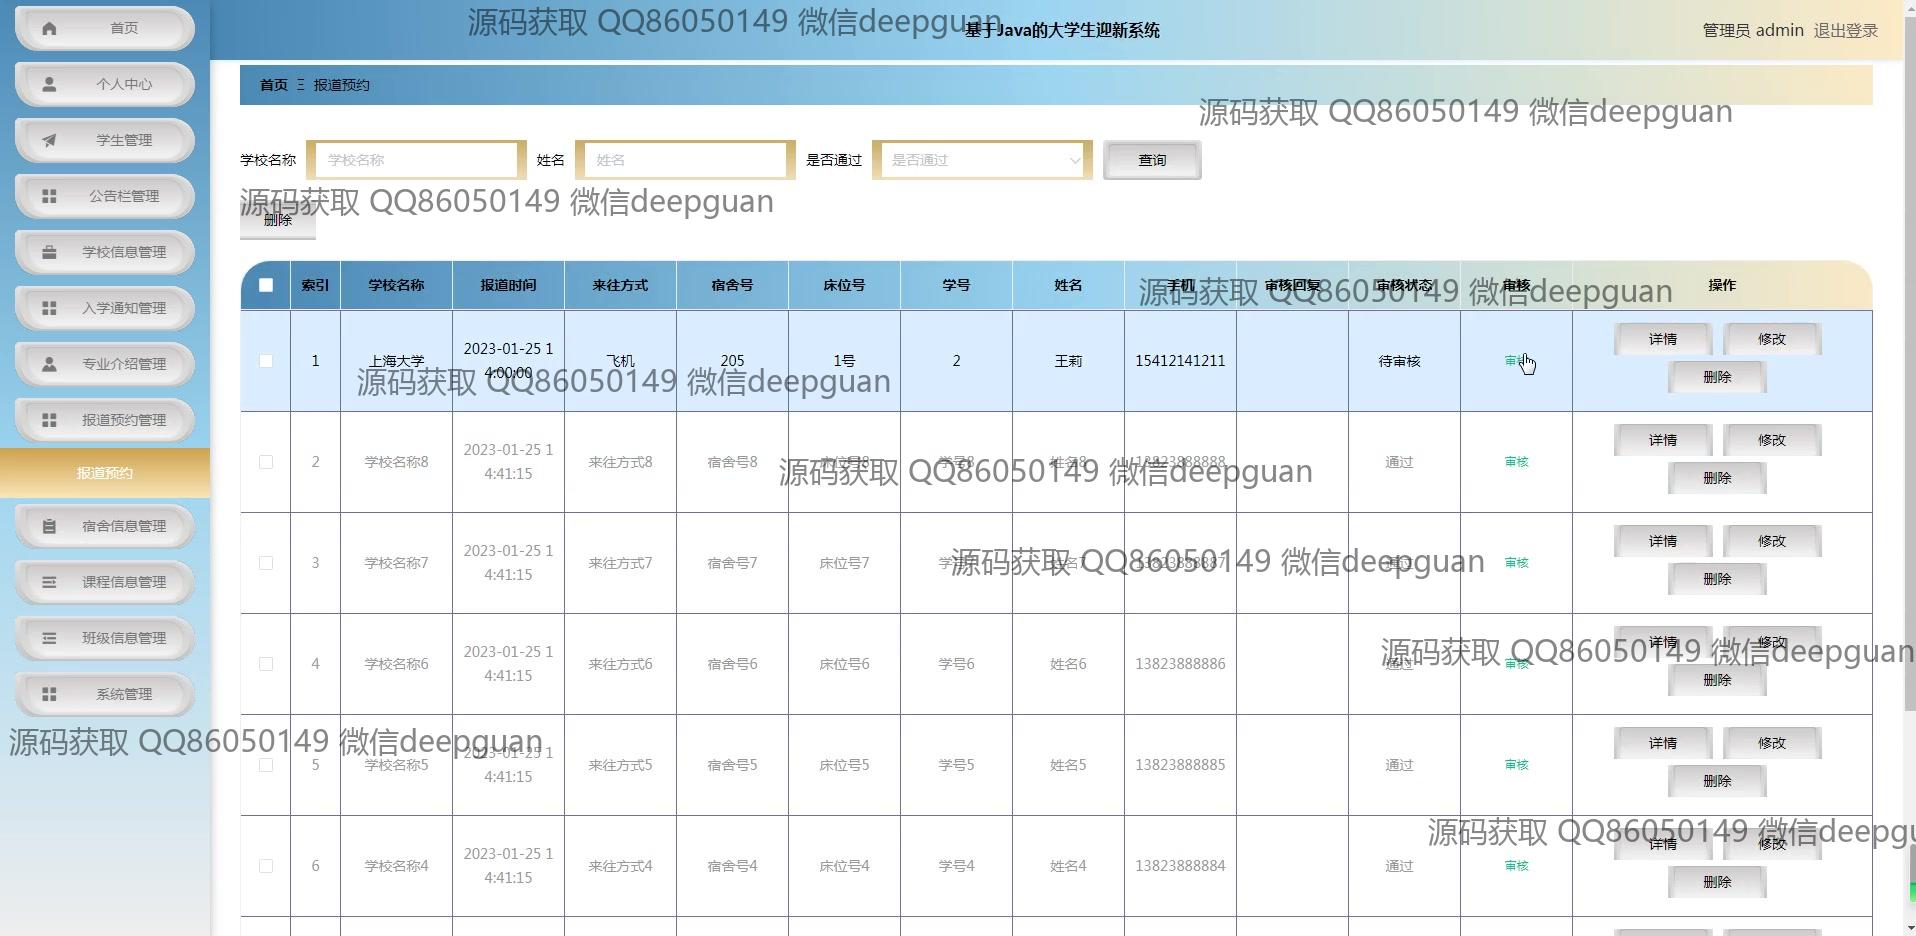 首页
个人中心
学生管理
公告栏管理
学校信息管理
入学通知管理
专业介绍管理
报道预约管理
报道预约
宿舍信息管理
课程信息管理
班级信息管理
系统管理
源码获取 QQ86050149 微信deepguan
基于Java的大学生迎新系统
管理员 admin 退出登录
首页 Ξ 报道预约
源码获取 QQ86050149 微信deepguan
学校名称 学校名称 姓名 姓名 是否通过 是否通过 查询
源码获取 QQ86050149 微信deepguan
删除
索引 学校名称 报道时间 来往方式 宿舍号 床位号 学号 姓名 手机 审核回复 审核状态 审核 操作
源码获取 QQ86050149 微信deepguan
1 上海大学 2023-01-25 14:00:00 飞机 205 1号 2 王莉 15412141211 待审核 审核 详情 修改 删除
源码获取 QQ86050149 微信deepguan
2 学校名称8 2023-01-25 14:41:15 来往方式8 宿舍号8 床位号8 学号8 姓名8 13823888888 通过 审核 详情 修改 删除
源码获取 QQ86050149 微信deepguan
3 学校名称7 2023-01-25 14:41:15 来往方式7 宿舍号7 床位号7 学号7 姓名7 13823888887 通过 审核 详情 修改 删除
源码获取 QQ86050149 微信deepguan
4 学校名称6 2023-01-25 14:41:15 来往方式6 宿舍号6 床位号6 学号6 姓名6 13823888886 通过 审核 详情 修改 删除
源码获取 QQ86050149 微信deepguan
源码获取 QQ86050149 微信deepguan
5 学校名称5 2023-01-25 14:41:15 来往方式5 宿舍号5 床位号5 学号5 姓名5 13823888885 通过 审核 详情 修改 删除
源码获取 QQ86050149 微信deepgu
6 学校名称4 2023-01-25 14:41:15 来往方式4 宿舍号4 床位号4 学号4 姓名4 13823888884 通过 审核 详情 修改 删除